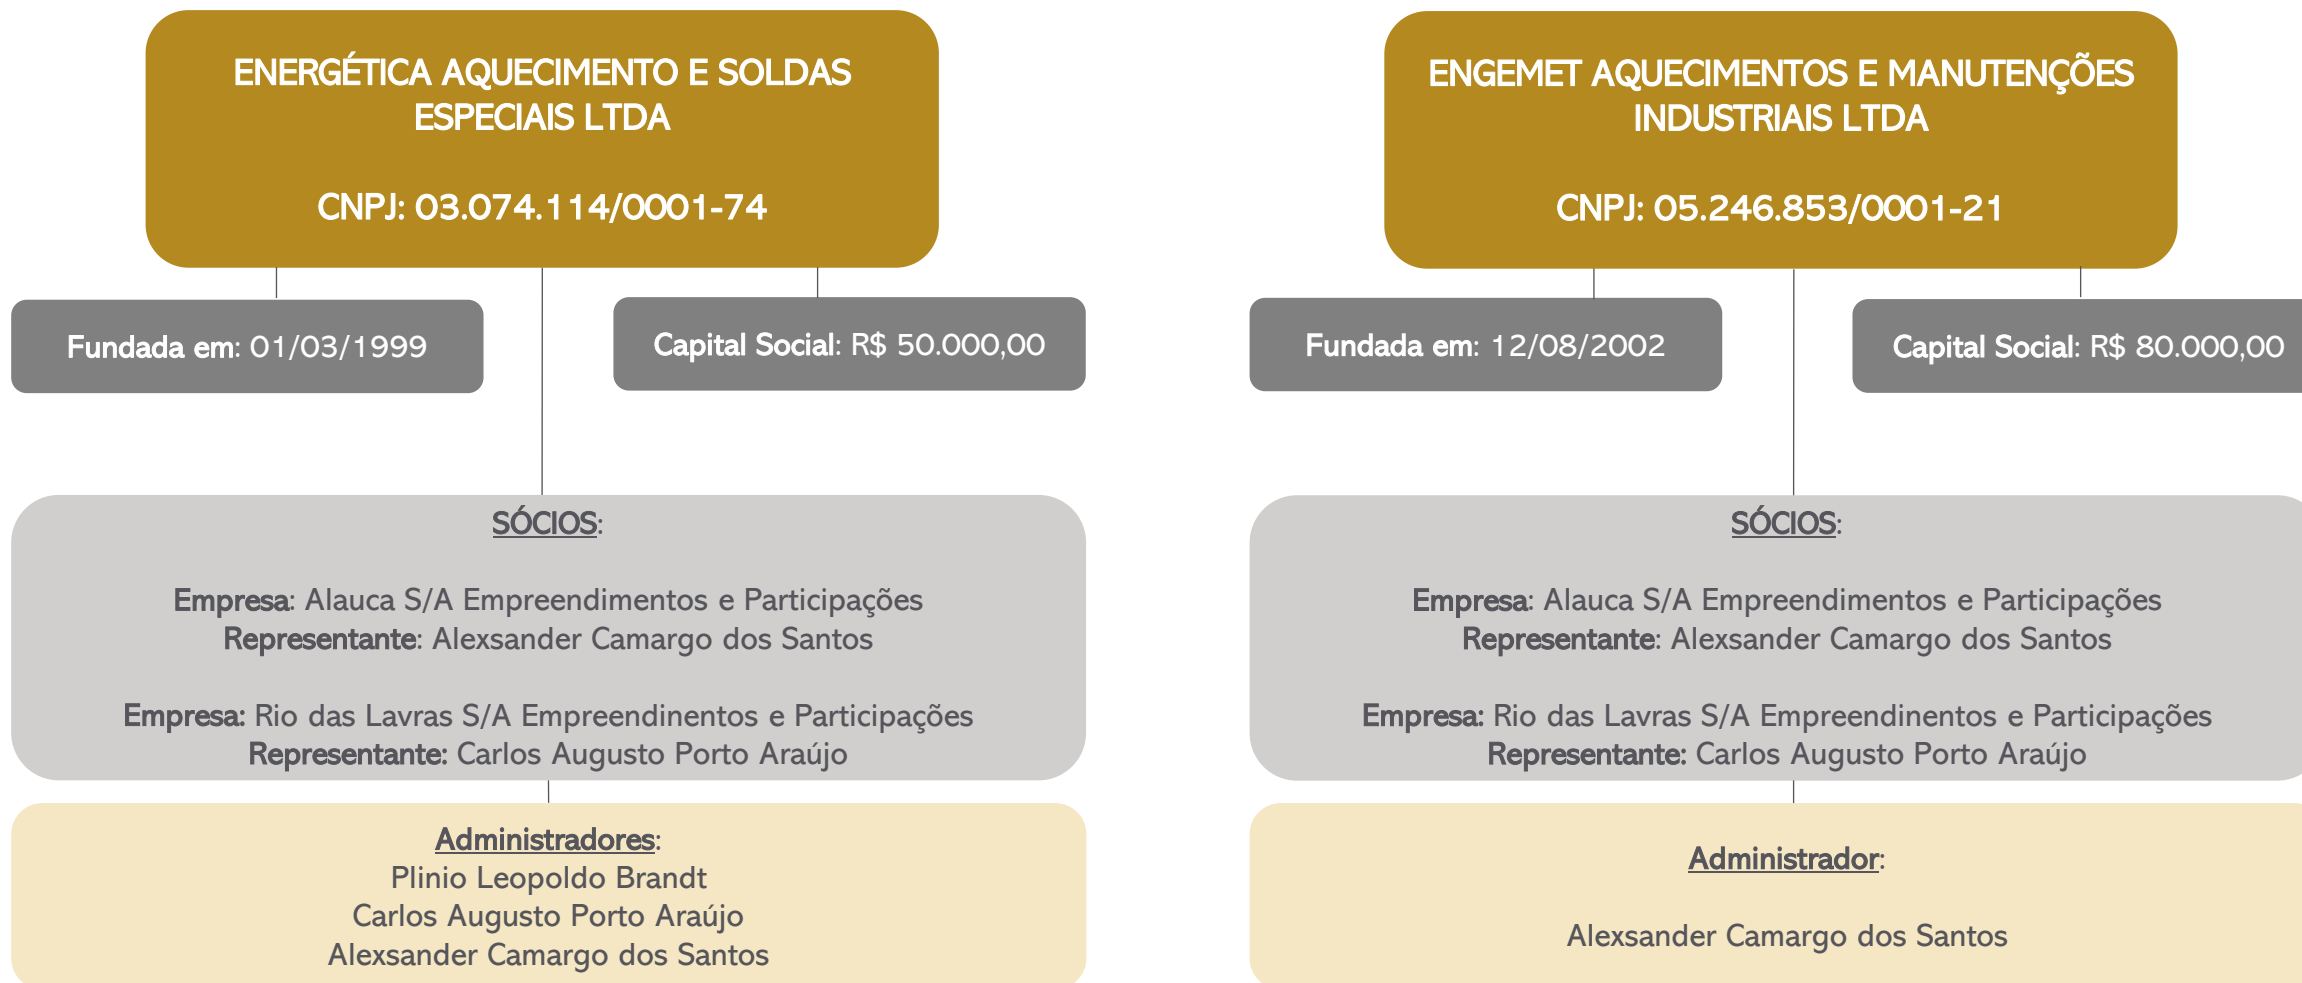 ENERGÉTICA AQUECIMENTO E SOLDAS
ESPECIAIS LTDA
CNPJ: 03.074.114/0001-74
Fundada em: 01/03/1999
Capital Social: R$ 50.000,00
SÓCIOS:
Empresa: Alauca S/A Empreendimentos e Participações
Representante: Alexsander Camargo dos Santos
Empresa: Rio das Lavras S/A Empreendinentos e Participações
Representante: Carlos Augusto Porto Araújo
Administradores:
Plinio Leopoldo Brandt
Carlos Augusto Porto Araújo
Alexsander Camargo dos Santos
ENGEMET AQUECIMENTOS E MANUTENÇÕES
INDUSTRIAIS LTDA
CNPJ: 05.246.853/0001-21
Fundada em: 12/08/2002
Capital Social: R$ 80.000,00
SÓCIOS:
Empresa: Alauca S/A Empreendimentos e Participações
Representante: Alexsander Camargo dos Santos
Empresa: Rio das Lavras S/A Empreendinentos e Participações
Representante: Carlos Augusto Porto Araújo
Administrador:
Alexsander Camargo dos Santos